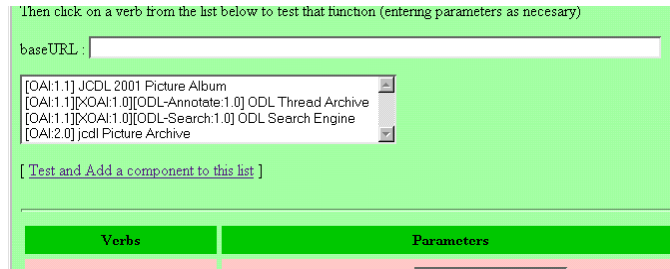 Then click on a verb from the list below to test that function (entering parameters as necesary)
baseURL :
[OAI:1.1] JCDL 2001 Picture Album
[OAI:1.1][XOAI:1.0][ODL-Annotate:1.0] ODL Thread Archive
[OAI:1.1][XOAI:1.0][ODL-Search:1.0] ODL Search Engine
[OAI:2.0] jcdl Picture Archive
[ Test and Add a component to this list ]
Verbs Parameters